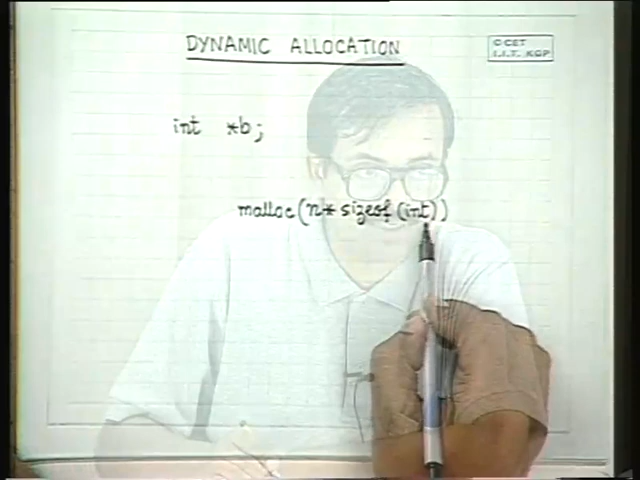 DYNAMIC ALLOCATION
© CET
I.I.T. KGP
int *b;
malloc(n* sizeof (int))